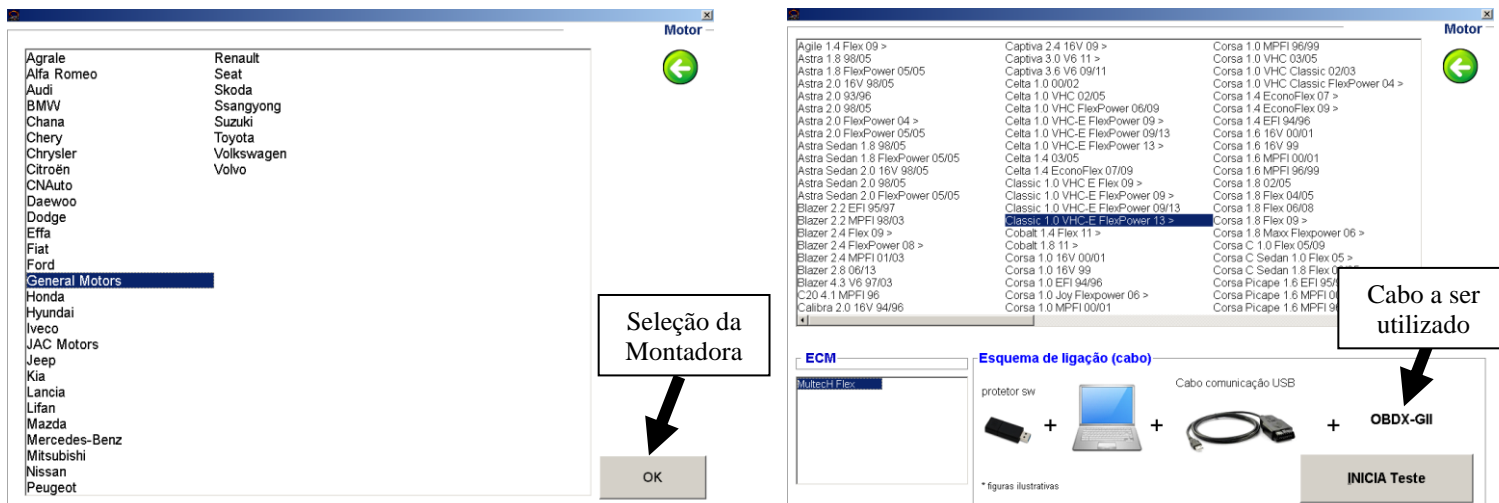 Motor
Agrale
Alfa Romeo
Audi
BMW
Chana
Chery
Chrysler
Citroën
CNAuto
Daewoo
Dodge
Effa
Fiat
Ford
General Motors
Honda
Hyundai
Iveco
JAC Motors
Jeep
Kia
Lancia
Lifan
Mazda
Mercedes-Benz
Mitsubishi
Nissan
Peugeot
Renault
Seat
Skoda
Ssangyong
Suzuki
Toyota
Volkswagen
Volvo
Seleção da
Montadora
OK
Motor
Agile 1.4 Flex 09 >
Astra 1.8 98/05
Astra 1.8 FlexPower 05/05
Astra 2.0 16V 98/05
Astra 2.0 93/96
Astra 2.0 98/05
Astra 2.0 FlexPower 04 >
Astra 2.0 FlexPower 05/05
Astra Sedan 1.8 98/05
Astra Sedan 1.8 FlexPower 05/05
Astra Sedan 2.0 16V 98/05
Astra Sedan 2.0 98/05
Astra Sedan 2.0 FlexPower 05/05
Blazer 2.2 EFI 95/97
Blazer 2.2 MPFI 98/03
Blazer 2.4 Flex 09 >
Blazer 2.4 FlexPower 08 >
Blazer 2.4 MPFI 01/03
Blazer 2.8 06/13
Blazer 4.3 V6 97/03
C20 4.1 MPFI 96
Calibra 2.0 16V 94/96
Captiva 2.4 16V 09 >
Captiva 3.0 V6 11 >
Captiva 3.6 V6 09/11
Celta 1.0 00/02
Celta 1.0 VHC 02/05
Celta 1.0 VHC FlexPower 06/09
Celta 1.0 VHC-E FlexPower 09 >
Celta 1.0 VHC-E FlexPower 09/13
Celta 1.0 VHC-E FlexPower 13 >
Celta 1.4 03/05
Celta 1.4 EconoFlex 07/09
Classic 1.0 VHC E Flex 09 >
Classic 1.0 VHC-E FlexPower 09 >
Classic 1.0 VHC-E FlexPower 09/13
Classic 1.0 VHC-E FlexPower 13 >
Cobalt 1.4 Flex 11 >
Cobalt 1.8 11 >
Corsa 1.0 16V 00/01
Corsa 1.0 16V 99
Corsa 1.0 EFI 94/96
Corsa 1.0 Joy Flexpower 06 >
Corsa 1.0 MPFI 00/01
Corsa 1.0 MPFI 96/99
Corsa 1.0 VHC 03/05
Corsa 1.0 VHC Classic 02/03
Corsa 1.0 VHC Classic FlexPower 04 >
Corsa 1.4 EconoFlex 07 >
Corsa 1.4 EconoFlex 09 >
Corsa 1.4 EFI 94/96
Corsa 1.6 16V 00/01
Corsa 1.6 16V 99
Corsa 1.6 MPFI 00/01
Corsa 1.6 MPFI 96/99
Corsa 1.8 02/05
Corsa 1.8 Flex 04/05
Corsa 1.8 Flex 06/08
Corsa 1.8 Flex 09 >
Corsa 1.8 Maxx Flexpower 06 >
Corsa C 1.0 Flex 05/09
Corsa C Sedan 1.0 Flex 05 >
Corsa C Sedan 1.8 Flex
Corsa Picape 1.6 EFI
Corsa Picape 1.6 MPFI
Corsa Picape 1.6 MPFI
Cabo a ser
utilizado
ECM
MultecH Flex
Esquema de ligação (cabo)
protetor sw
+
+
Cabo comunicação USB
+
OBDX-GII
* figuras ilustrativas
INICIA Teste